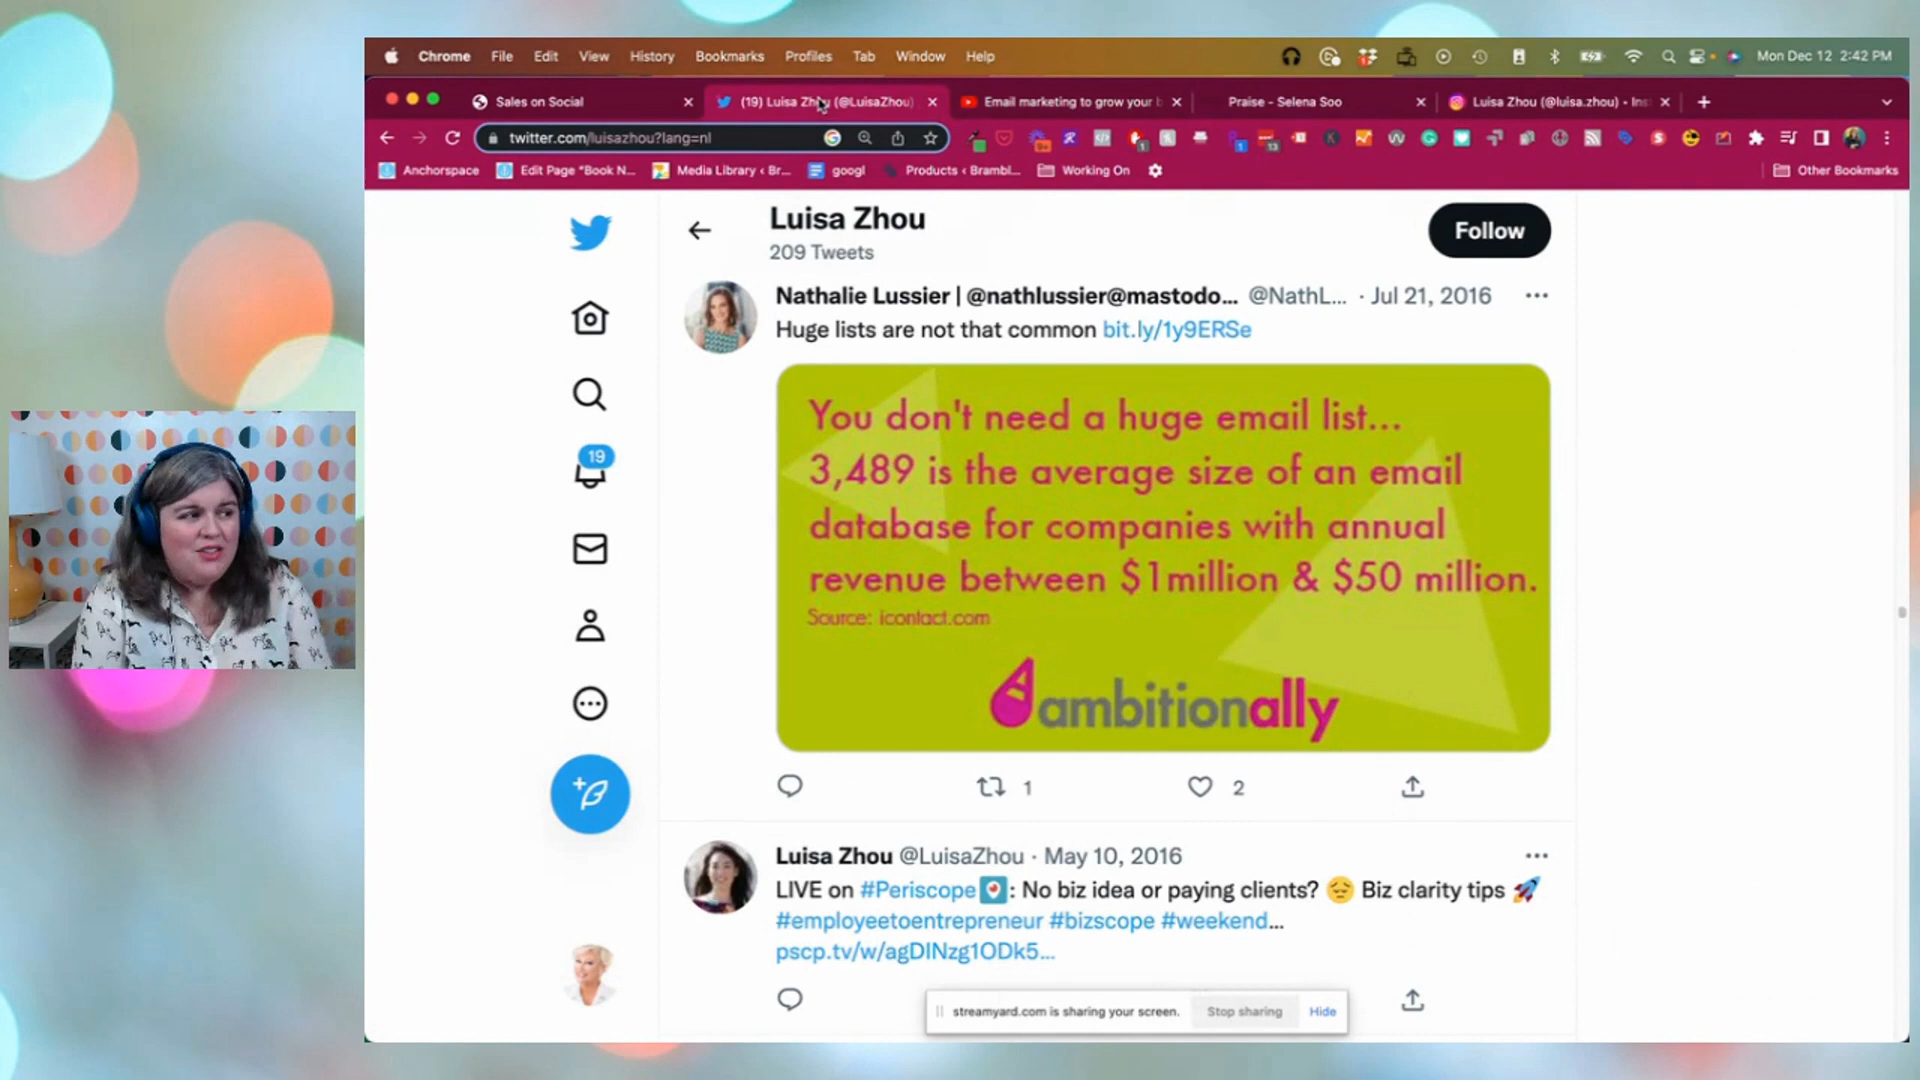 Chrome File Edit View History Bookmarks Profiles Tab Window Help
Mon Dec 12 2:42 PM
Sales on Social
(19) Luisa Zhou (@LuisaZhou)
Email marketing to grow your b
Praise - Selena Soo
Luisa Zhou (@luisa.zhou) • Ins
twitter.com/luisazhou?lang=nl
Anchorspace
Edit Page "Book N...
Media Library ‹ Br...
googl
Products ‹ Brambl...
Working On
Other Bookmarks
Luisa Zhou
209 Tweets
Follow
Nathalie Lussier | @nathlussier@mastodo... @NathL... · Jul 21, 2016
Huge lists are not that common bit.ly/1y9ERSe
You don't need a huge email list...
3,489 is the average size of an email
database for companies with annual
revenue between $1million & $50 million.
Source: icontact.com
ambitionally
19
1
2
Luisa Zhou @LuisaZhou · May 10, 2016
LIVE on #Periscope: No biz idea or paying clients? 😔 Biz clarity tips 🚀
#employeetoentrepreneur #bizscope #weekend...
pscp.tv/w/agDINzg1ODk5...
streamyard.com is sharing your screen.
Stop sharing
Hide